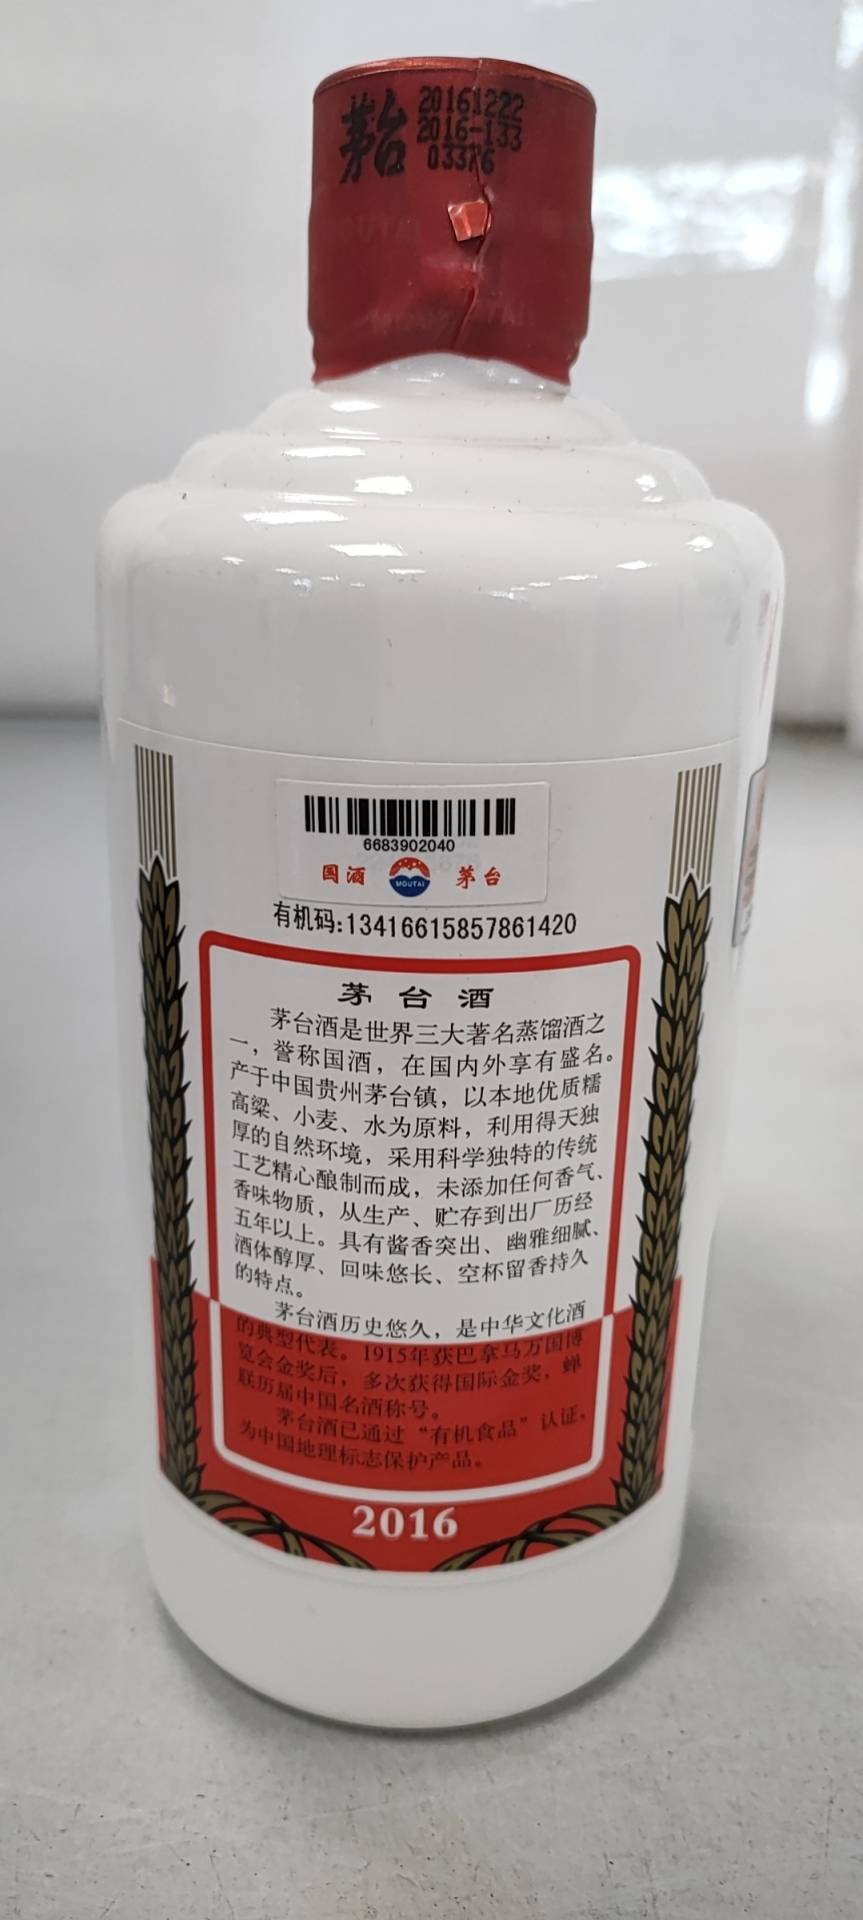 茅台
20161222
2016-133
03376
6683902040
国酒 MOUTAI 茅台
有机码:13416615857861420
茅台酒
茅台酒是世界三大著名蒸馏酒之
一，誉称国酒，在国内外享有盛名。
产于中国贵州茅台镇，以本地优质糯
高粱、小麦、水为原料，利用得天独
厚的自然环境，采用科学独特的传统
工艺精心酿制而成，未添加任何香气、
香味物质，从生产、贮存到出厂历经
五年以上。具有酱香突出、幽雅细腻、
酒体醇厚、回味悠长、空杯留香持久
的特点。
茅台酒历史悠久，是中华文化酒
的典型代表。1915年获巴拿马万国博
览会金奖后，多次获得国际金奖，蝉
联历届中国名酒称号。
茅台酒已通过“有机食品”认证，
为中国地理标志保护产品。
2016